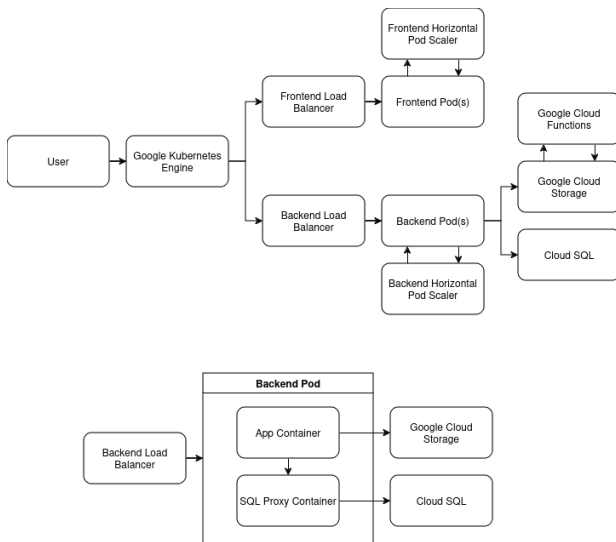 Frontend Horizontal
Pod Scaler
Frontend Load
Balancer
Frontend Pod(s)
Google Cloud
Functions
User
Google Kubernetes
Engine
Google Cloud
Storage
Backend Load
Balancer
Backend Pod(s)
Cloud SQL
Backend Horizontal
Pod Scaler
Backend Pod
App Container
Google Cloud
Storage
Backend Load
Balancer
SQL Proxy Container
Cloud SQL